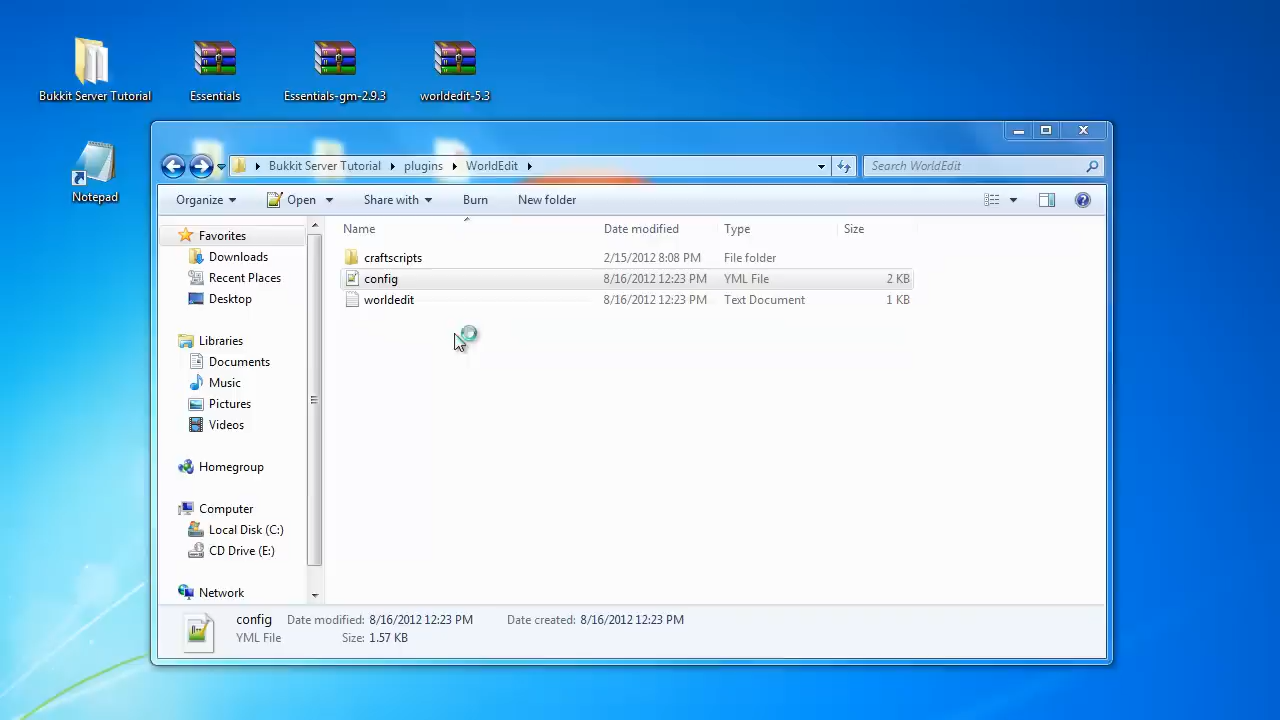 Bukkit Server Tutorial
Essentials
Essentials-gm-2.9.3
worldedit-5.3
Notepad
Bukkit Server Tutorial plugins WorldEdit
Search WorldEdit
Organize Open Share with Burn New folder
Name Date modified Type Size
Favorites
Downloads
Recent Places
Desktop
Libraries
Documents
Music
Pictures
Videos
Homegroup
Computer
Local Disk (C:)
CD Drive (E:)
Network
craftscripts 2/15/2012 8:08 PM File folder
config 8/16/2012 12:23 PM YML File 2 KB
worldedit 8/16/2012 12:23 PM Text Document 1 KB
config Date modified: 8/16/2012 12:23 PM Date created: 8/16/2012 12:23 PM
YML File Size: 1.57 KB